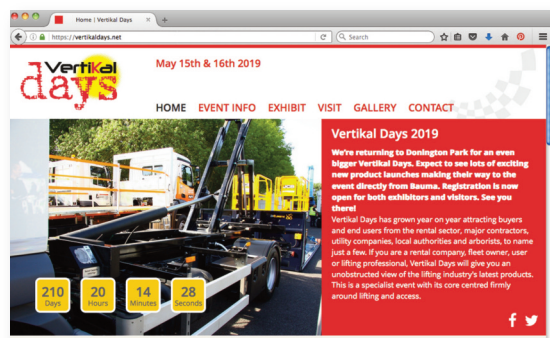 Home | Vertikal Days
https://vertikaldays.net
Search
Vertikal
days
May 15th & 16th 2019
HOME EVENT INFO EXHIBIT VISIT GALLERY CONTACT
Vertikal Days 2019
We're returning to Donington Park for an even
bigger Vertikal Days. Expect to see lots of exciting
new product launches making their way to the
event directly from Bauma. Registration is now
open for both exhibitors and visitors. See you
there!
Vertikal Days has grown year on year attracting buyers
and end users from the rental sector, major contractors,
utility companies, local authorities and arborists, to name
just a few. If you are a rental company, fleet owner, user
or lifting professional, Vertikal Days will give you an
unobstructed view of the lifting industry's latest products.
This is a specialist event with its core centred firmly
around lifting and access.
210 20 14 28
Days Hours Minutes Seconds